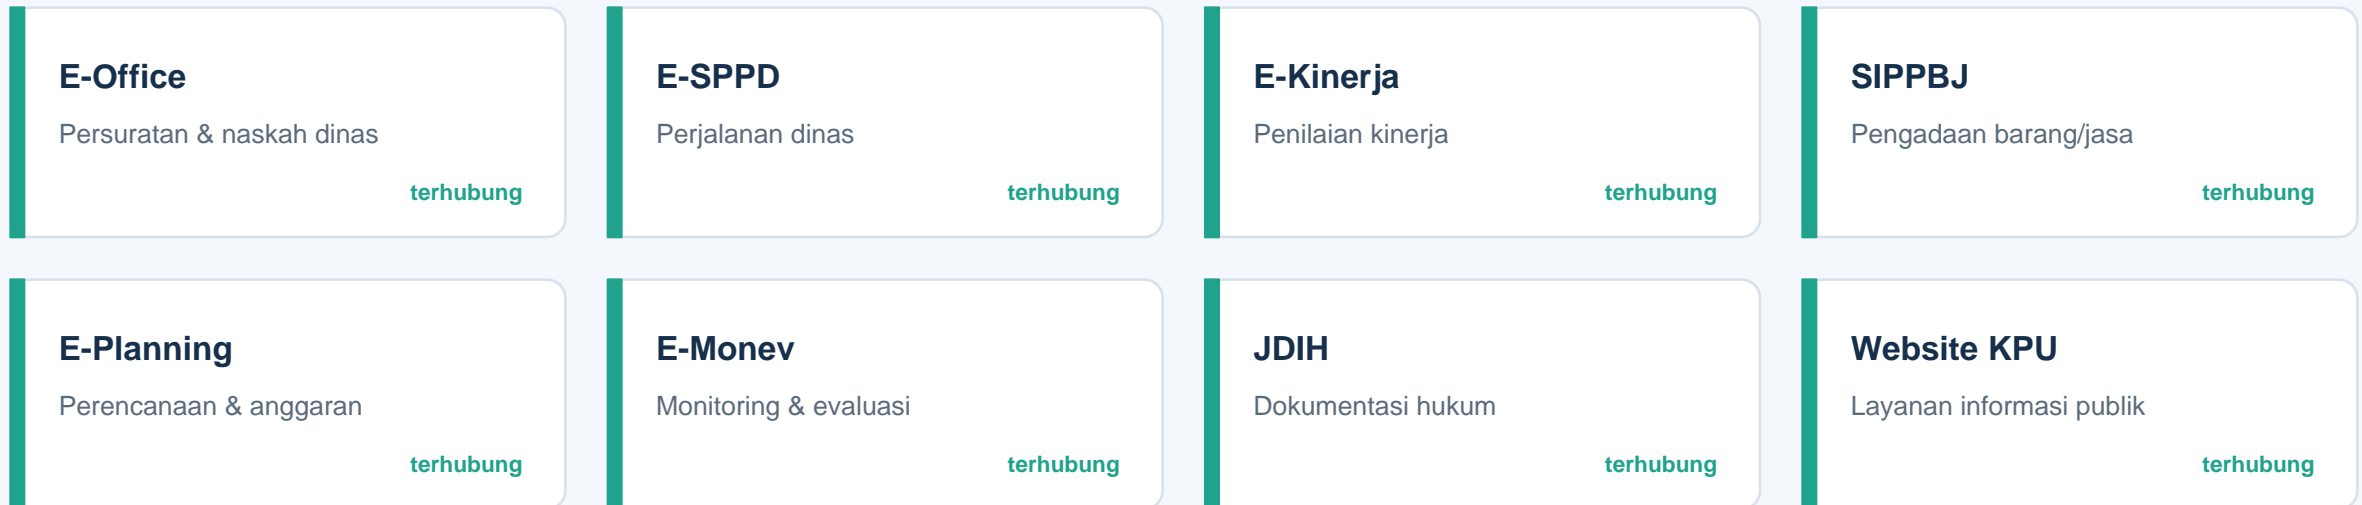 E-Office
Persuratan & naskah dinas
terhubung
E-SPPD
Perjalanan dinas
terhubung
E-Kinerja
Penilaian kinerja
terhubung
SIPPBJ
Pengadaan barang/jasa
terhubung
E-Planning
Perencanaan & anggaran
terhubung
E-Monev
Monitoring & evaluasi
terhubung
JDIH
Dokumentasi hukum
terhubung
Website KPU
Layanan informasi publik
terhubung